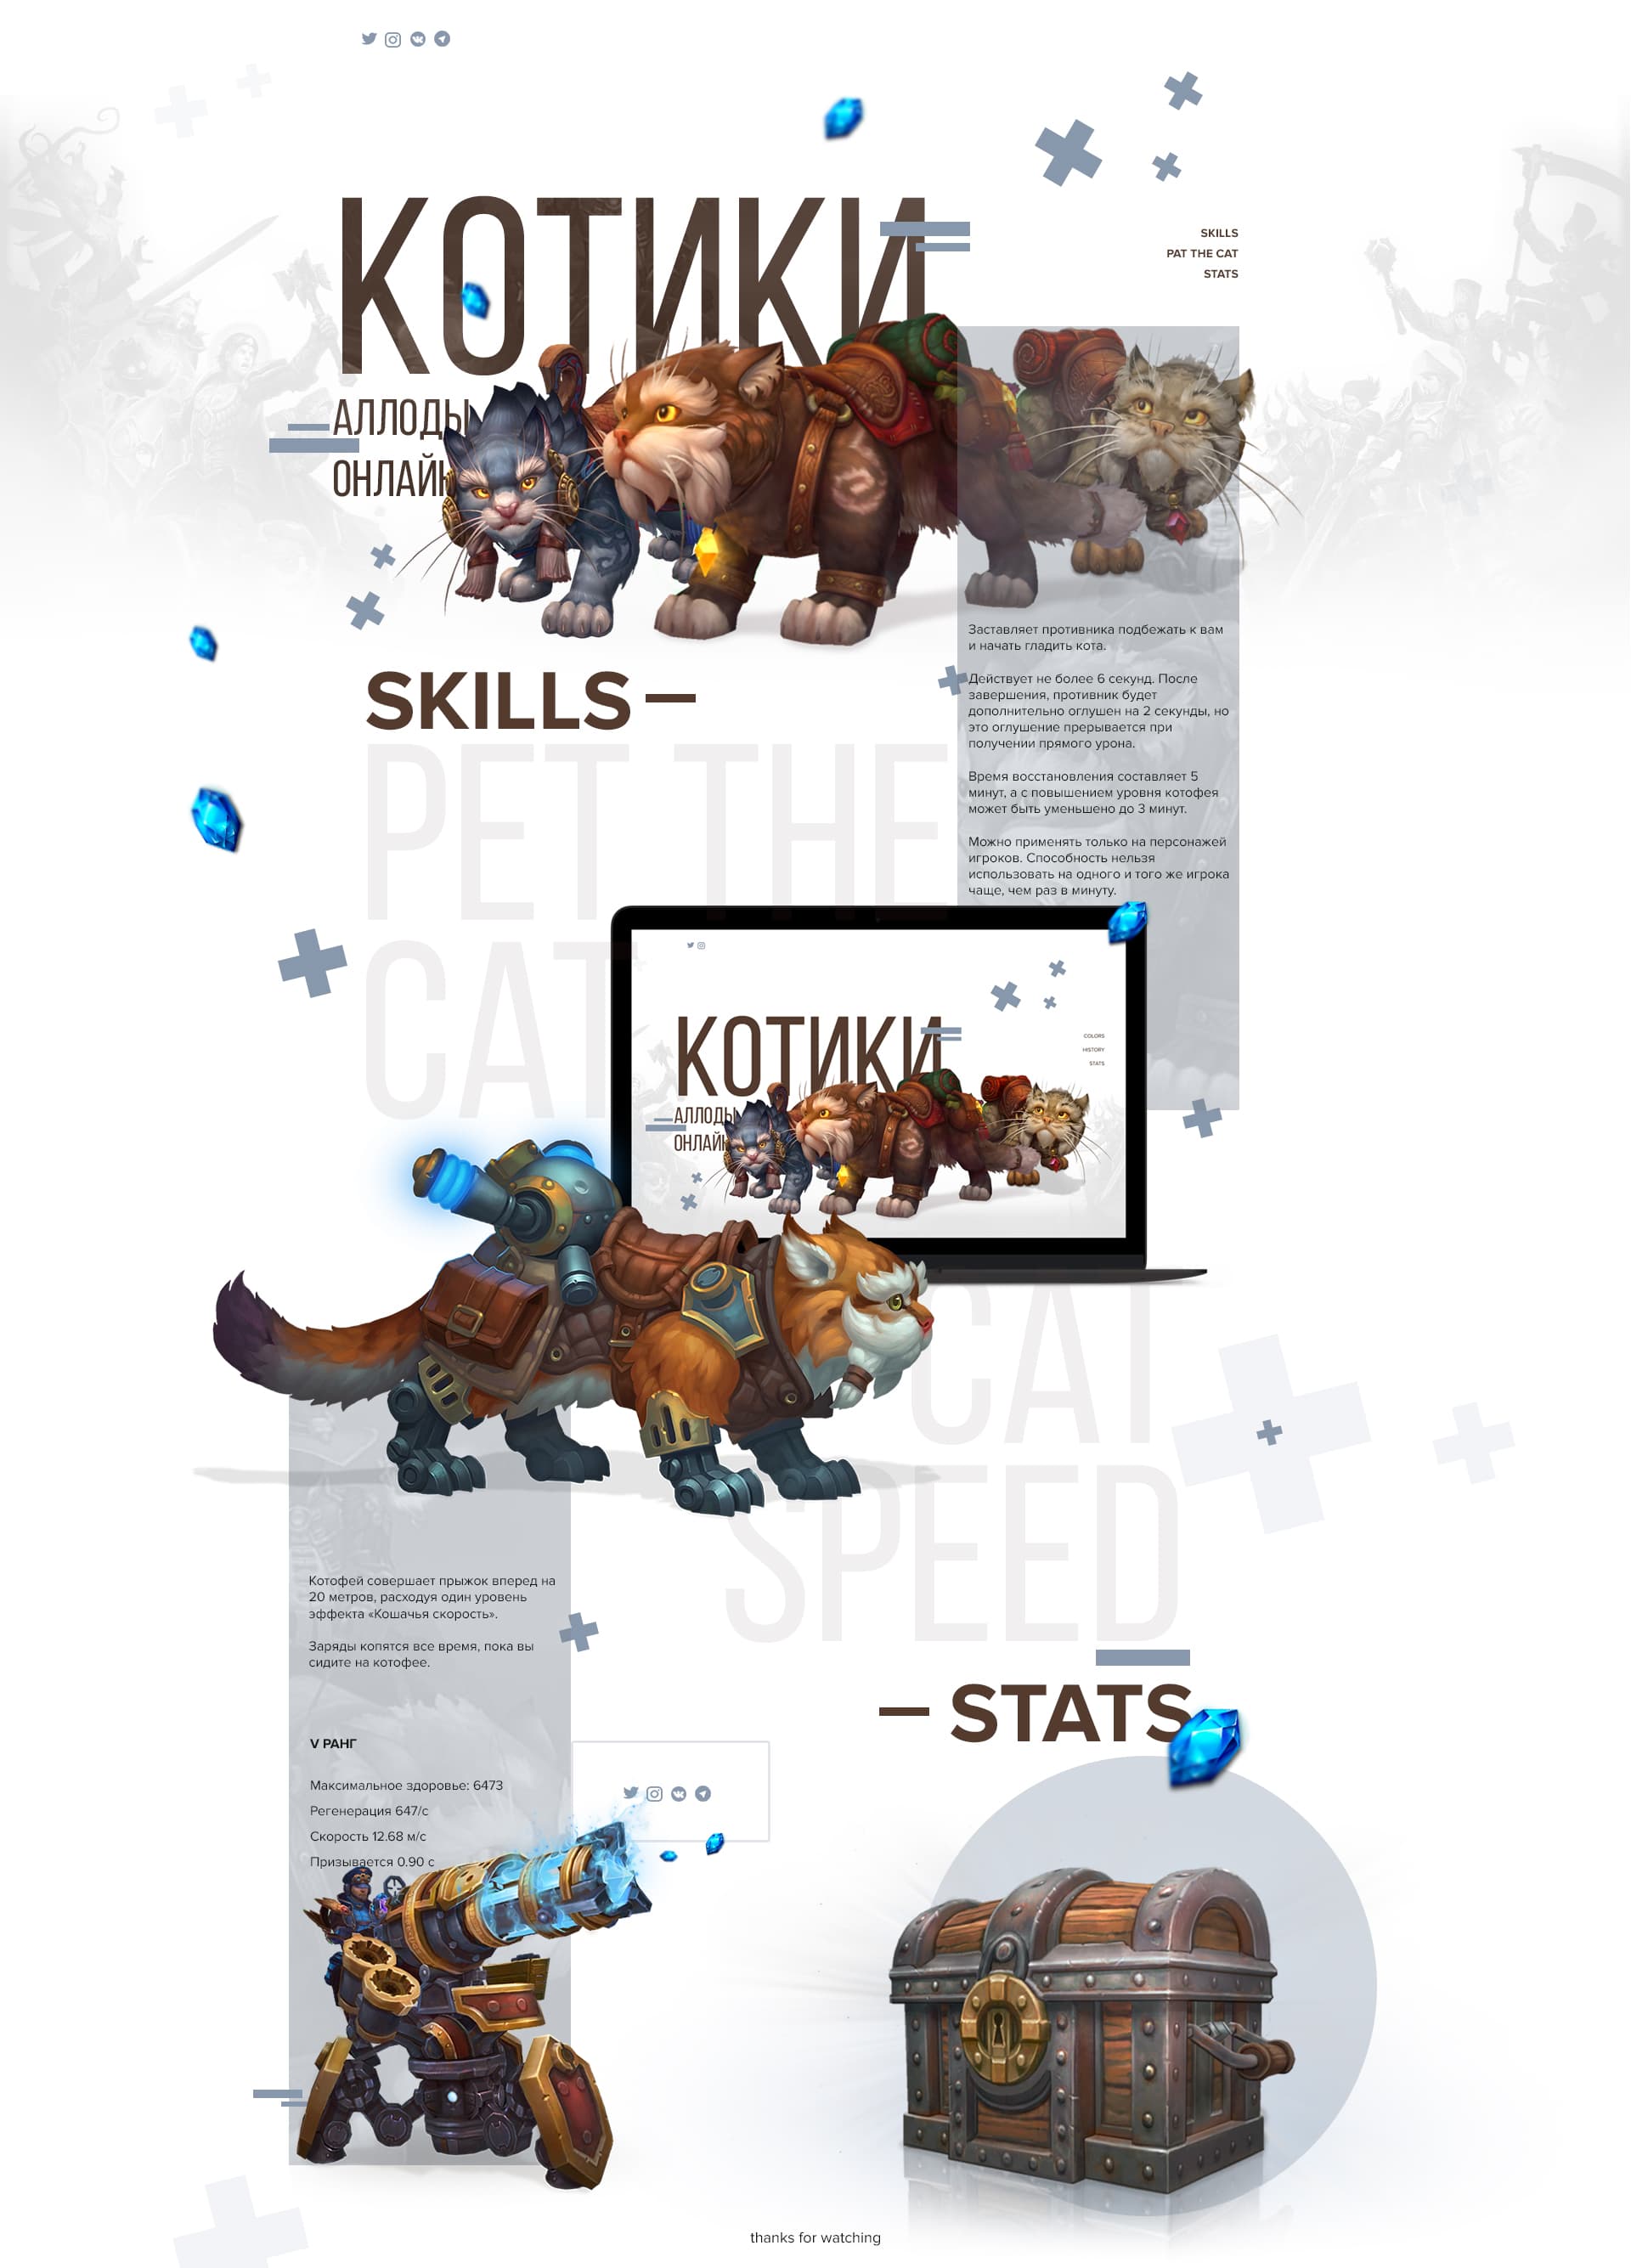 КОТИКИ
SKILLS
PAT THE CAT
STATS
АЛЛОДЫ
ОНЛАЙН
Заставляет противника подбежать к вам
и начать гладить кота.
Действует не более 6 секунд. После
завершения, противник будет
дополнительно оглушен на 2 секунды, но
это оглушение прерывается при
получении прямого урона.
Время восстановления составляет 5
минут, а с повышением уровня котофея
может быть уменьшено до 3 минут.
Можно применять только на персонажей
игроков. Способность нельзя
использовать на одного и того же игрока
чаще, чем раз в минуту.
SKILLS —
PET THE
CAT
КОТИКИ
COLORS
HISTORY
STATS
АЛЛОДЫ
ОНЛАЙН
CAT
SPEED
Котофей совершает прыжок вперед на
20 метров, расходуя один уровень
эффекта «Кошачья скорость».
Заряды копятся все время, пока вы
сидите на котофее.
— STATS
V РАНГ
Максимальное здоровье: 6473
Регенерация 647/с
Скорость 12.68 м/с
Призывается 0.90 с
thanks for watching